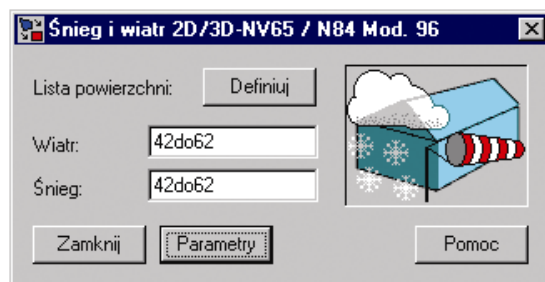 Śnieg i wiatr 2D/3D-NV65 / N84 Mod. 96
Lista powierzchni: Definiuj
Wiatr: 42do62
Śnieg: 42do62
Zamknij Parametry Pomoc